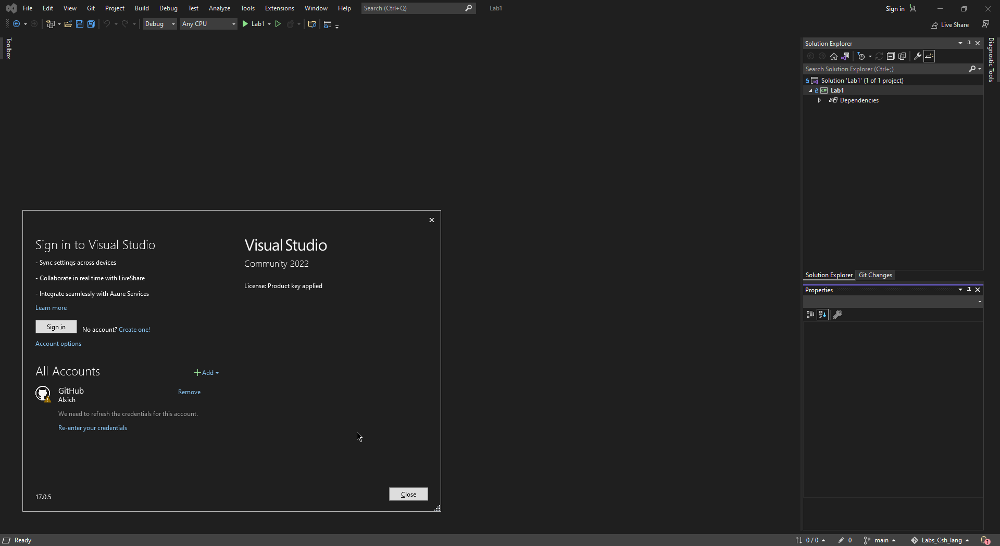 File Edit View Git Project Build Debug Test Analyze Tools Extensions Window Help Search (Ctrl+Q) Lab1 Sign in
Debug Any CPU Lab1 Live Share
Toolbox
Solution Explorer
Diagnostic Tools
Search Solution Explorer (Ctrl+;)
Solution 'Lab1' (1 of 1 project)
C# Lab1
Dependencies
Solution Explorer Git Changes
Properties
Sign in to Visual Studio
- Sync settings across devices
- Collaborate in real time with LiveShare
- Integrate seamlessly with Azure Services
Learn more
Sign in No account? Create one!
Account options
Visual Studio
Community 2022
License: Product key applied
All Accounts Add
GitHub Remove
Alxich
We need to refresh the credentials for this account.
Re-enter your credentials
17.0.5 Close
Ready 0 / 0 0 main Labs_Csh_lang 1